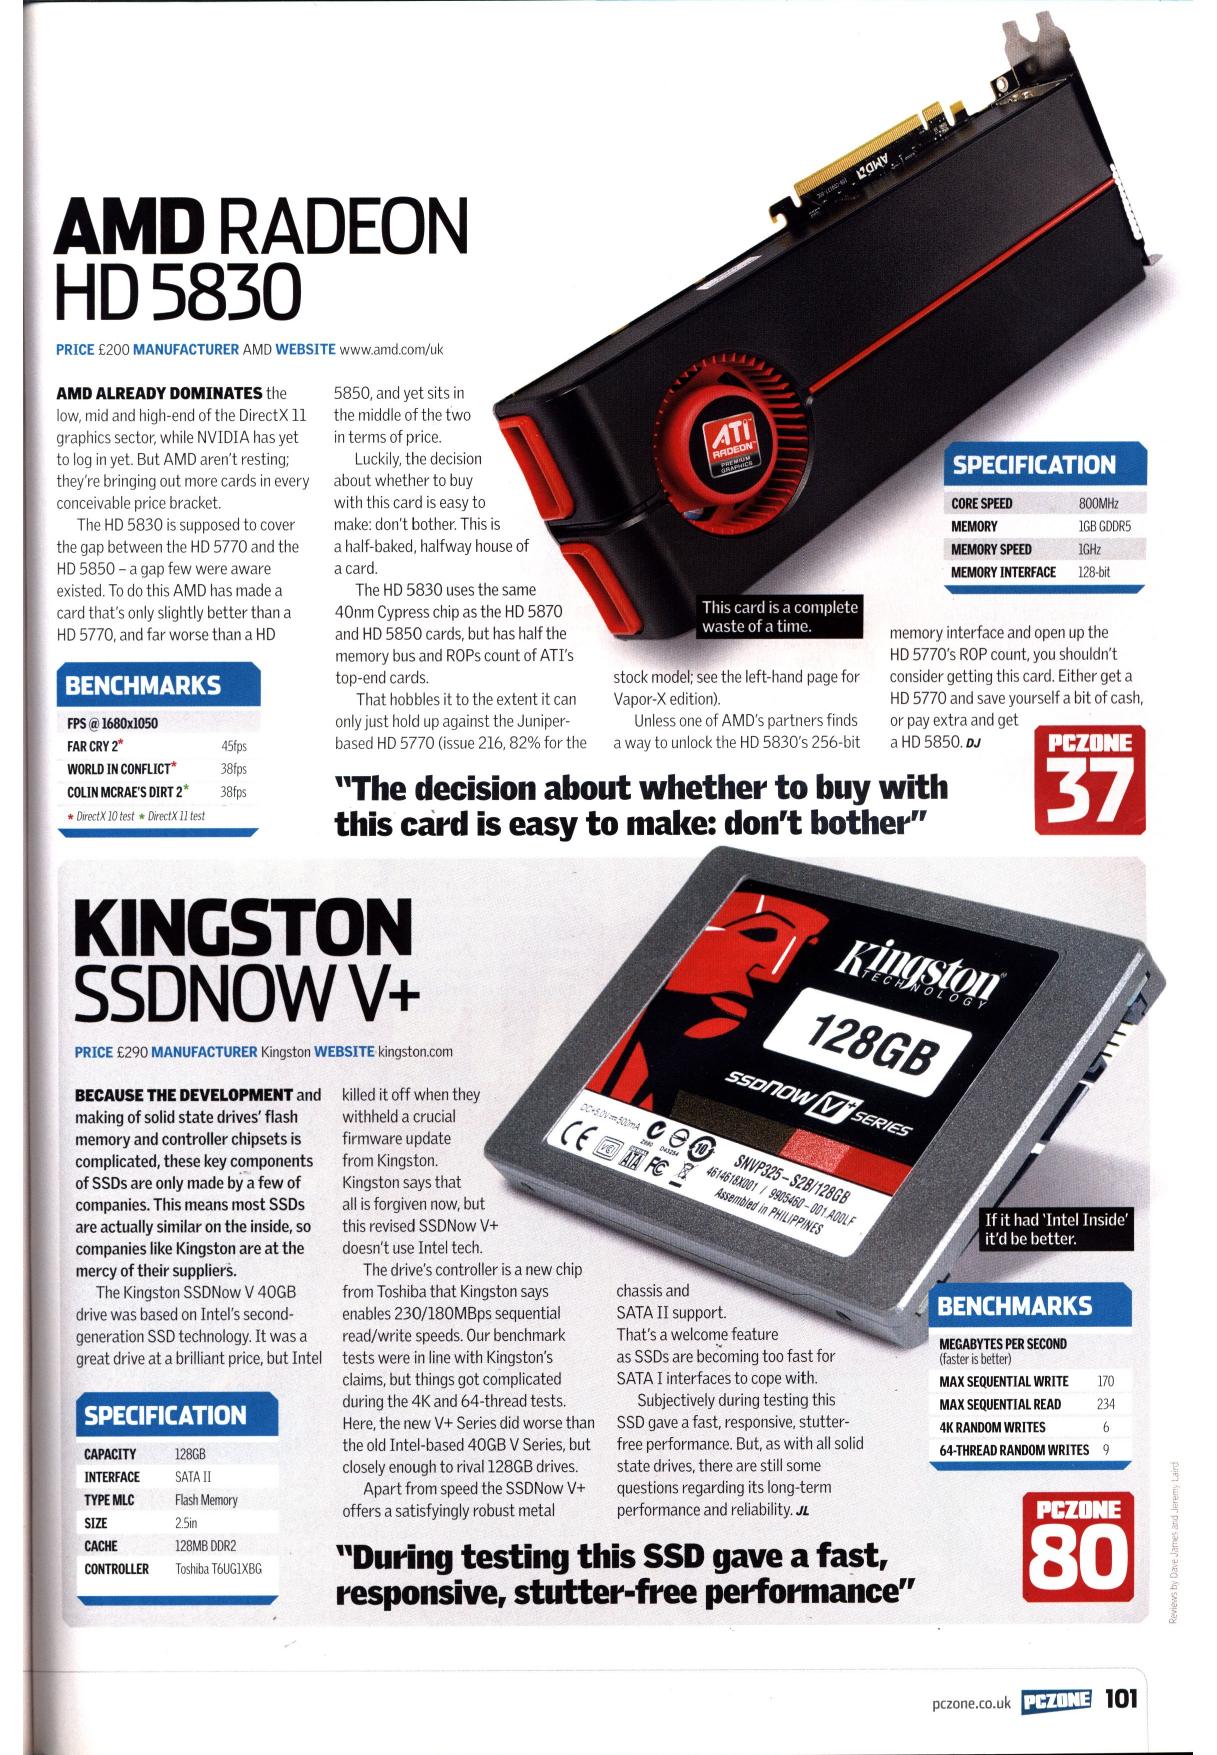 AMD RADEON
HD 5830
PRICE £200 MANUFACTURER AMD WEBSITE www.amd.com/uk
AMD ALREADY DOMINATES the
low, mid and high-end of the DirectX 11
graphics sector, while NVIDIA has yet
to log in yet. But AMD aren't resting;
they're bringing out more cards in every
conceivable price bracket.
The HD 5830 is supposed to cover
the gap between the HD 5770 and the
HD 5850 – a gap few were aware
existed. To do this AMD has made a
card that's only slightly better than a
HD 5770, and far worse than a HD
5850, and yet sits in
the middle of the two
in terms of price.
Luckily, the decision
about whether to buy
with this card is easy to
make: don't bother. This is
a half-baked, halfway house of
a card.
The HD 5830 uses the same
40nm Cypress chip as the HD 5870
and HD 5850 cards, but has half the
memory bus and ROPs count of ATI's
top-end cards.
That hobbles it to the extent it can
only just hold up against the Juniper-
based HD 5770 (issue 216, 82% for the
stock model; see the left-hand page for
Vapor-X edition).
Unless one of AMD's partners finds
a way to unlock the HD 5830's 256-bit
memory interface and open up the
HD 5770's ROP count, you shouldn't
consider getting this card. Either get a
HD 5770 and save yourself a bit of cash,
or pay extra and get
a HD 5850. DJ
BENCHMARKS
FPS @ 1680x1050
FAR CRY 2* 45fps
WORLD IN CONFLICT* 38fps
COLIN MCRAE'S DIRT 2* 38fps
* DirectX 10 test * DirectX 11 test
AMD
ATI
RADEON
PREMIUM
GRAPHICS
This card is a complete
waste of a time.
SPECIFICATION
CORE SPEED 800MHz
MEMORY 1GB GDDR5
MEMORY SPEED 1GHz
MEMORY INTERFACE 128-bit
"The decision about whether to buy with
this card is easy to make: don't bother"
PCZONE
37
KINGSTON
SSDNOW V+
PRICE £290 MANUFACTURER Kingston WEBSITE kingston.com
BECAUSE THE DEVELOPMENT and
making of solid state drives' flash
memory and controller chipsets is
complicated, these key components
of SSDs are only made by a few of
companies. This means most SSDs
are actually similar on the inside, so
companies like Kingston are at the
mercy of their suppliers.
The Kingston SSDNow V 40GB
drive was based on Intel's second-
generation SSD technology. It was a
great drive at a brilliant price, but Intel
killed it off when they
withheld a crucial
firmware update
from Kingston.
Kingston says that
all is forgiven now, but
this revised SSDNow V+
doesn't use Intel tech.
The drive's controller is a new chip
from Toshiba that Kingston says
enables 230/180MBps sequential
read/write speeds. Our benchmark
tests were in line with Kingston's
claims, but things got complicated
during the 4K and 64-thread tests.
Here, the new V+ Series did worse than
the old Intel-based 40GB V Series, but
closely enough to rival 128GB drives.
Apart from speed the SSDNow V+
offers a satisfyingly robust metal
chassis and
SATA II support.
That's a welcome feature
as SSDs are becoming too fast for
SATA I interfaces to cope with.
Subjectively during testing this
SSD gave a fast, responsive, stutter-
free performance. But, as with all solid
state drives, there are still some
questions regarding its long-term
performance and reliability. JL
SPECIFICATION
CAPACITY 128GB
INTERFACE SATA II
TYPE MLC Flash Memory
SIZE 2.5in
CACHE 128MB DDR2
CONTROLLER Toshiba T6UG1XBG
Kingston
TECHNOLOGY
128GB
SSDNOW V+ SERIES
DC+5.0V 500mA
CE SATA FC 10
SNVP325-S2B/128GB
4614618X001 / 9905460-001.A00LF
Assembled in PHILIPPINES
If it had 'Intel Inside'
it'd be better.
BENCHMARKS
MEGABYTES PER SECOND
(faster is better)
MAX SEQUENTIAL WRITE 170
MAX SEQUENTIAL READ 234
4K RANDOM WRITES 6
64-THREAD RANDOM WRITES 9
"During testing this SSD gave a fast,
responsive, stutter-free performance"
PCZONE
80
Reviews by Dave James and Jeremy Laird
pczone.co.uk PCZONE 101